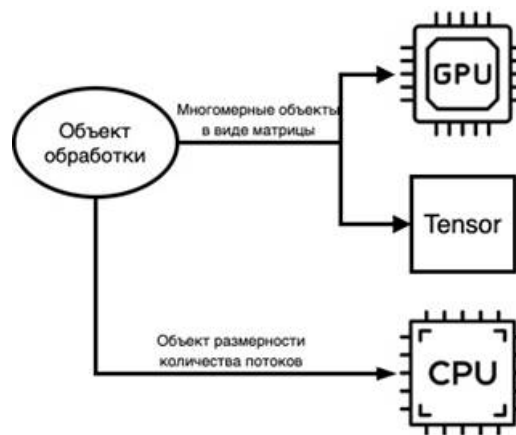 GPU
Многомерные объекты
в виде матрицы
Объект
обработки
Tensor
Объект размерности
количества потоков
CPU